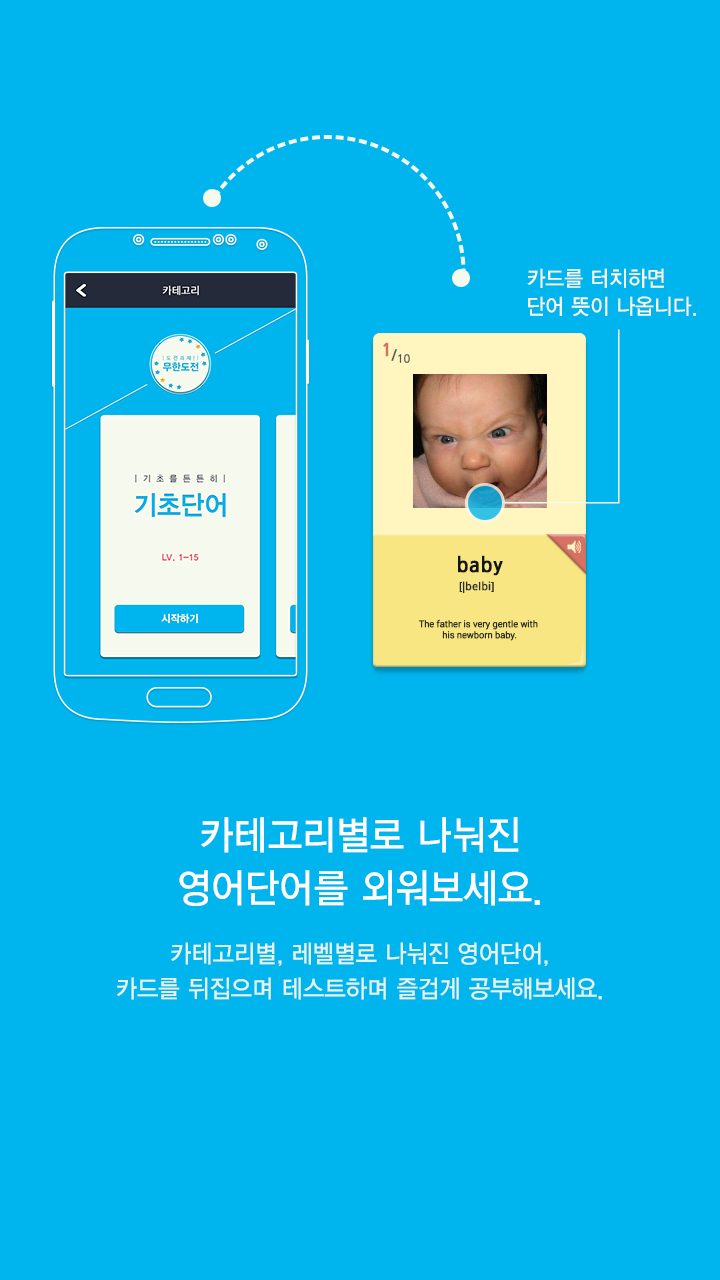 카테고리
| 도전과제 |
무한도전
| 기초를튼튼히 |
기초단어
LV. 1-15
시작하기
카드를 터치하면
단어 뜻이 나옵니다.
1/10
baby
[|beIbi]
The father is very gentle with
his newborn baby.
카테고리별로 나눠진
영어단어를 외워보세요.
카테고리별, 레벨별로 나눠진 영어단어,
카드를 뒤집으며 테스트하며 즐겁게 공부해보세요.